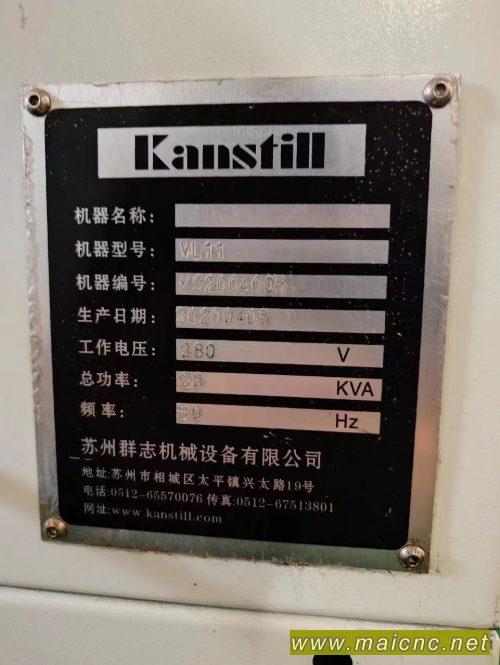 Kanstill
机器名称：
机器型号： VL11
机器编号：
生产日期：
工作电压： 380 V
总功率： 25 KVA
频率： 50 Hz
苏州群志机械设备有限公司
地址:苏州市相城区太平镇兴太路19号
电话:0512-65570076 传真:0512-67513801
网址:www.kanstill.com
www.maicnc.net